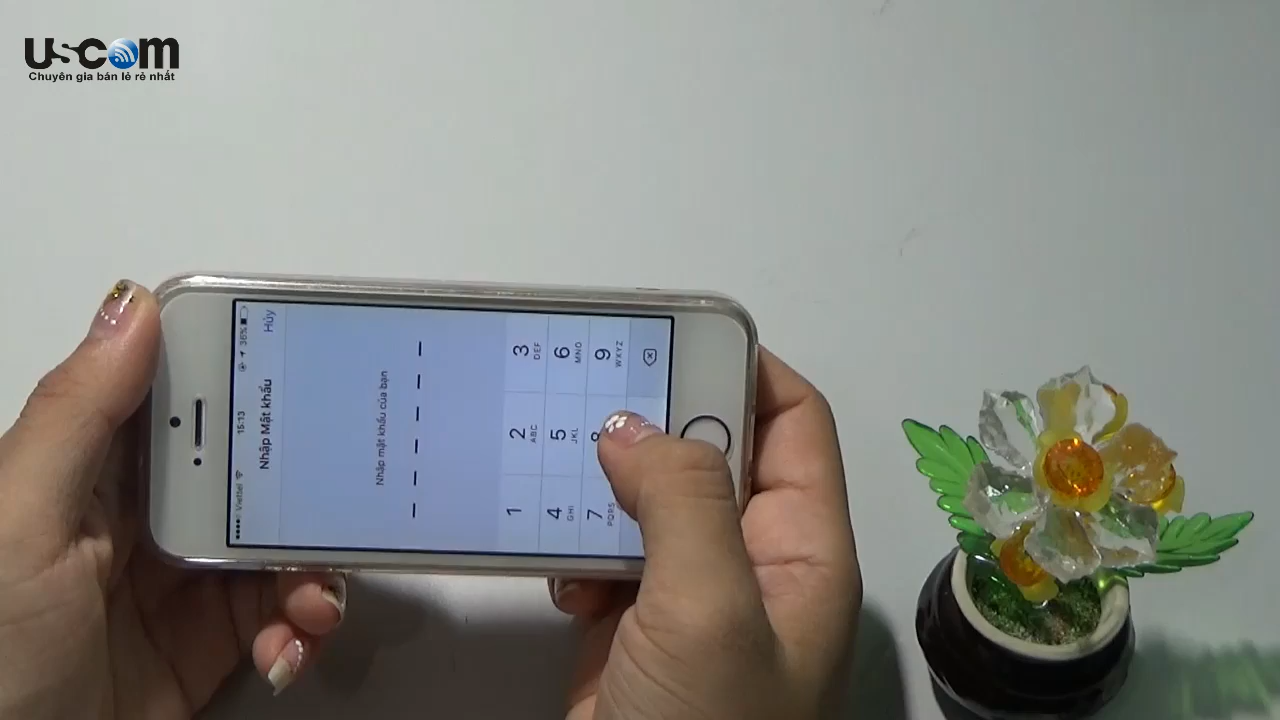 uscom
Chuyên gia bán lẻ rẻ nhất
Viettel 15:13 36%
Nhập Mật khẩu Hủy
Nhập mật khẩu của bạn
1 2 3
ABC DEF
4 5 6
GHI JKL MNO
7 8 9
PQRS WXYZ